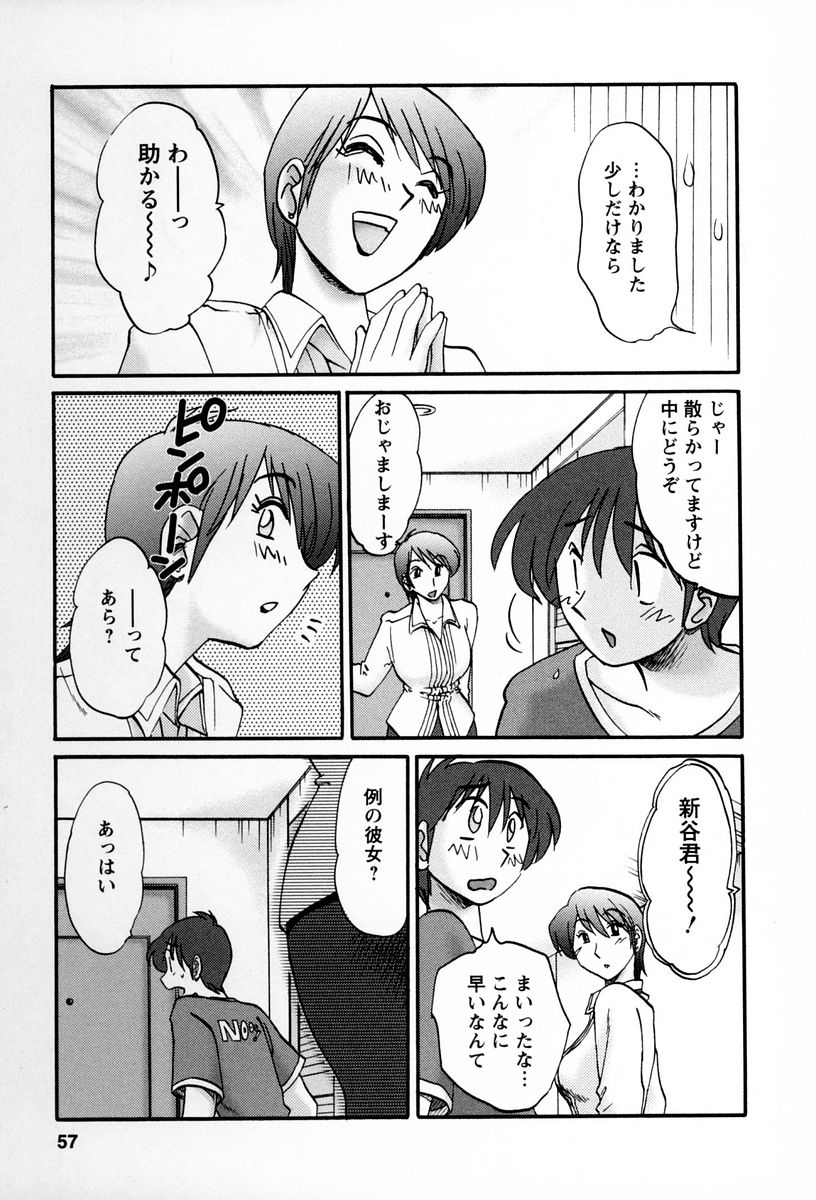 …わかりました
少しだけなら
わーーっ
助かる～～～♪
じゃー
散らかってますけど
中にどうぞ
おじゃましまーす
ピンポーン
――って
あら？
新谷君～～～！
まいったな…
こんなに
早いなんて
例の彼女？
あっはい
57